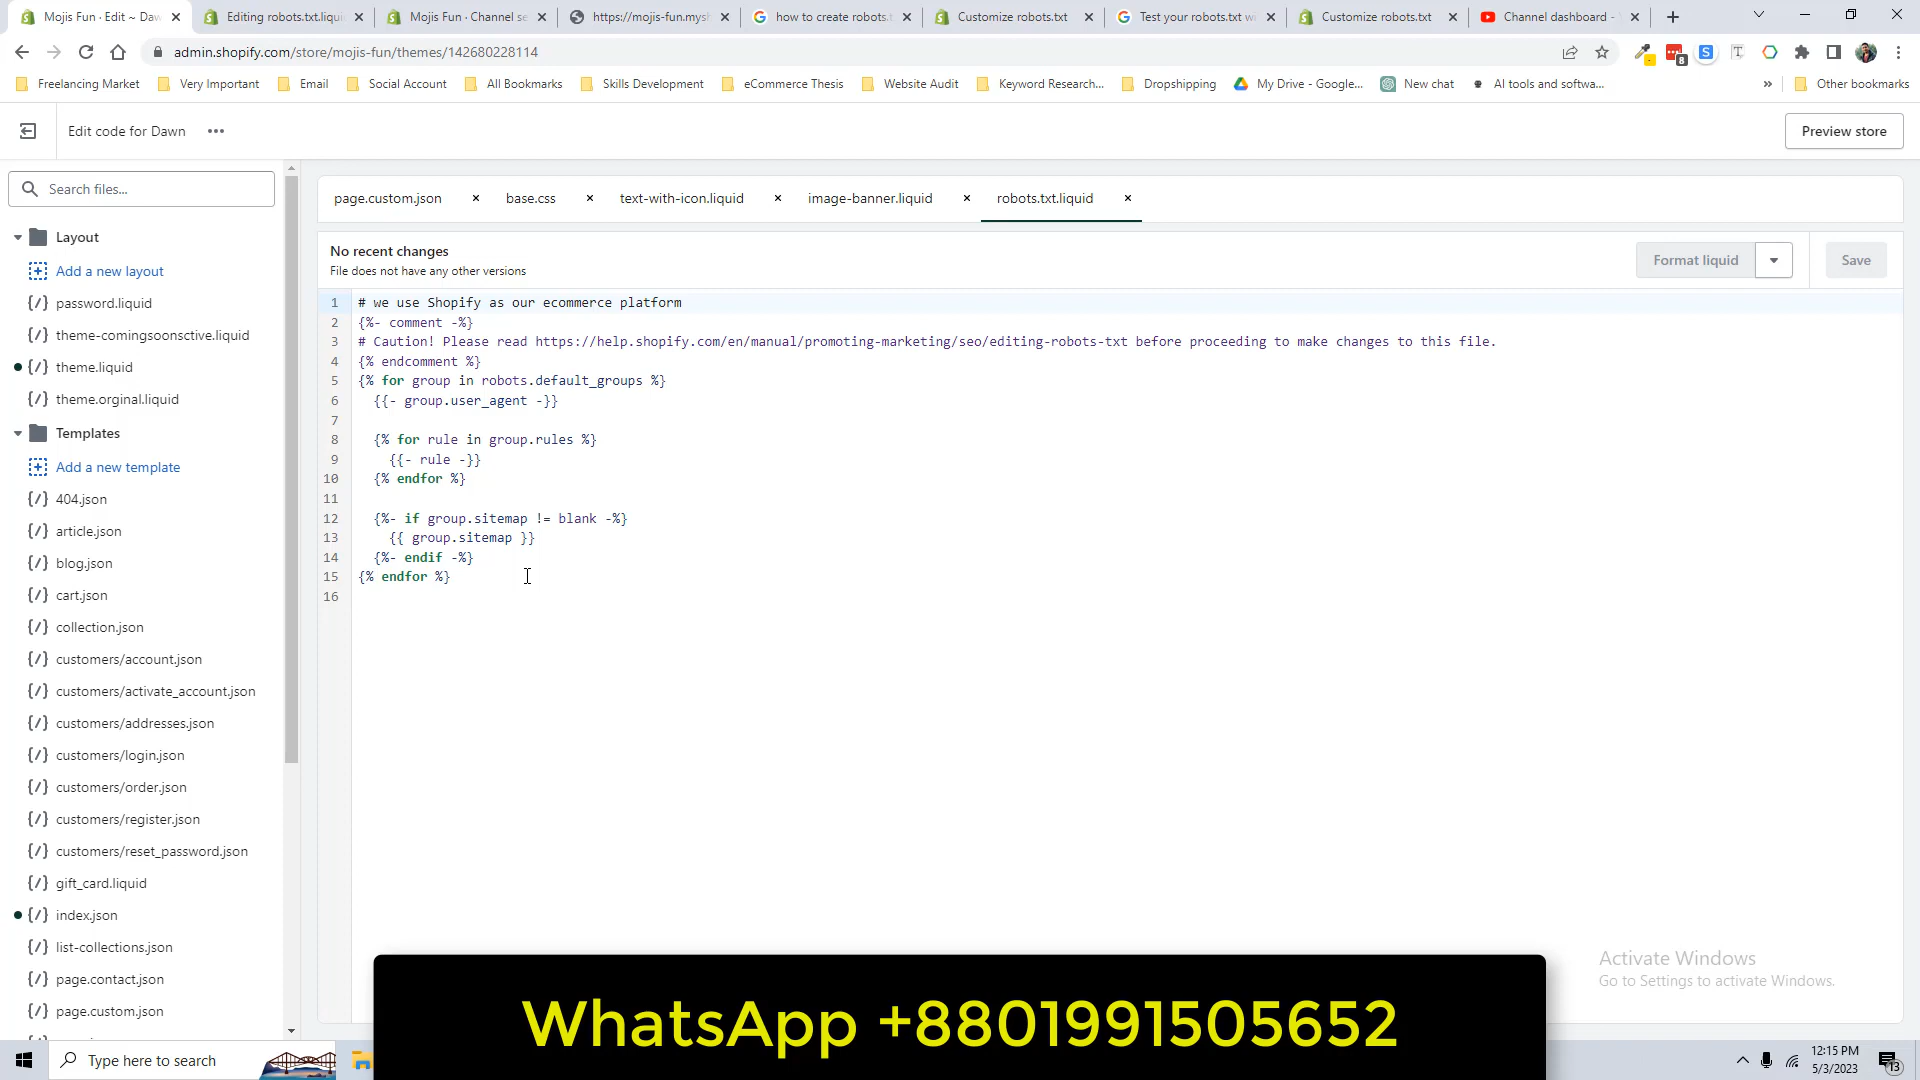 Mojis Fun · Edit ~ Daw
Editing robots.txt.liqui
Mojis Fun · Channel se
https://mojis-fun.mysh
how to create robots.t
Customize robots.txt
Test your robots.txt w
Customize robots.txt
Channel dashboard -
admin.shopify.com/store/mojis-fun/themes/142680228114
8
Freelancing Market
Very Important
Email
Social Account
All Bookmarks
Skills Development
eCommerce Thesis
Website Audit
Keyword Research...
Dropshipping
My Drive - Google...
New chat
AI tools and softwa...
»
Other bookmarks
Edit code for Dawn
Preview store
Search files...
page.custom.json
base.css
text-with-icon.liquid
image-banner.liquid
robots.txt.liquid
No recent changes
File does not have any other versions
Format liquid
Save
Layout
Add a new layout
{/} password.liquid
{/} theme-comingsoonsctive.liquid
{/} theme.liquid
{/} theme.orginal.liquid
Templates
Add a new template
{/} 404.json
{/} article.json
{/} blog.json
{/} cart.json
{/} collection.json
{/} customers/account.json
{/} customers/activate_account.json
{/} customers/addresses.json
{/} customers/login.json
{/} customers/order.json
{/} customers/register.json
{/} customers/reset_password.json
{/} gift_card.liquid
{/} index.json
{/} list-collections.json
{/} page.contact.json
{/} page.custom.json
1 # we use Shopify as our ecommerce platform
2 {%- comment -%}
3 # Caution! Please read https://help.shopify.com/en/manual/promoting-marketing/seo/editing-robots-txt before proceeding to make changes to this file.
4 {% endcomment %}
5 {% for group in robots.default_groups %}
6 {{- group.user_agent -}}
7
8 {% for rule in group.rules %}
9 {{- rule -}}
10 {% endfor %}
11
12 {%- if group.sitemap != blank -%}
13 {{ group.sitemap }}
14 {%- endif -%}
15 {% endfor %}
16
Activate Windows
Go to Settings to activate Windows.
WhatsApp +8801991505652
Type here to search
12:15 PM
5/3/2023
13